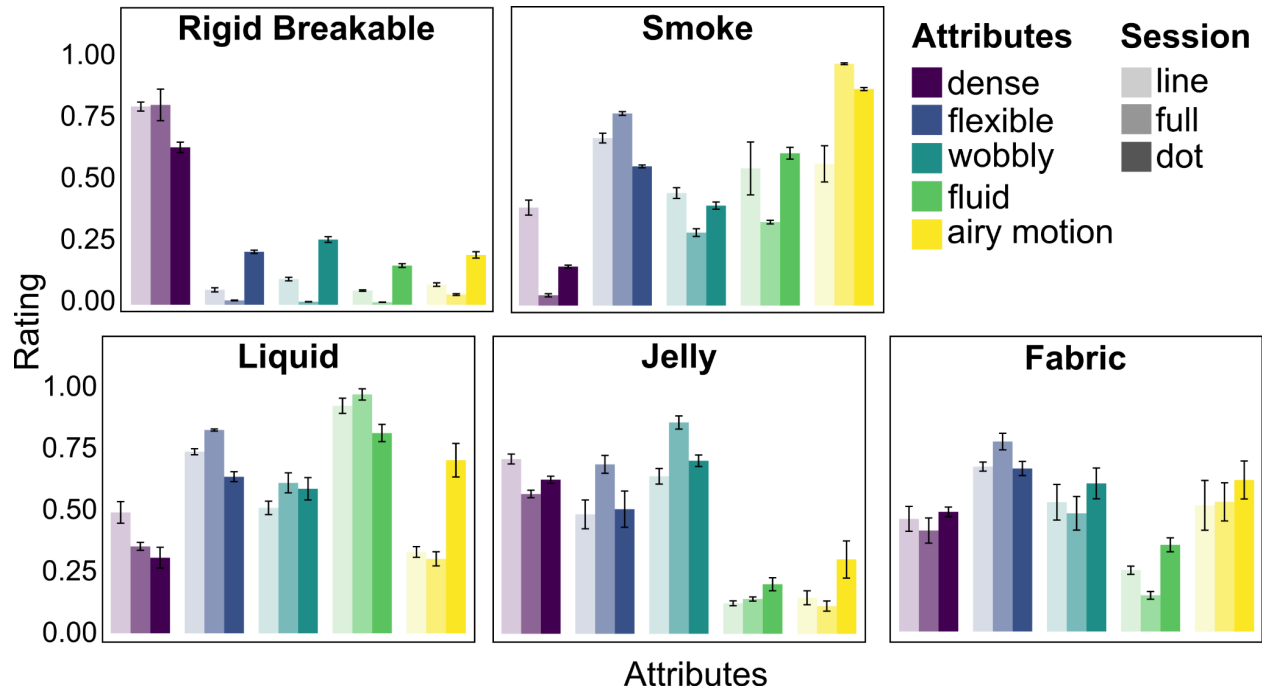 Rigid Breakable
Smoke
Attributes
Session
dense
flexible
wobbly
fluid
airy motion
line
full
dot
1.00
0.75
0.50
0.25
0.00
Rating
Liquid
Jelly
Fabric
1.00
0.75
0.50
0.25
0.00
Attributes